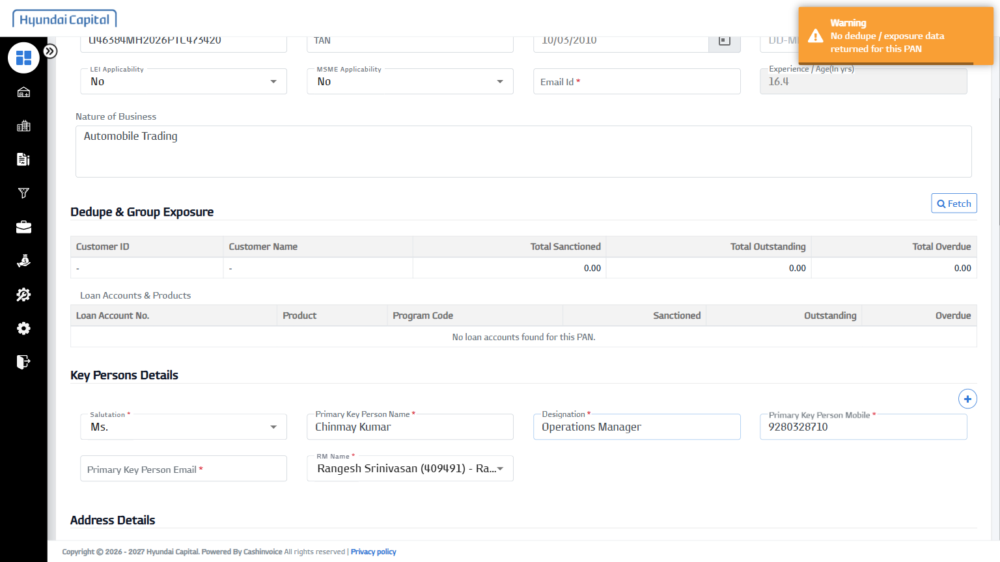 Hyundai Capital
Warning
No dedupe / exposure data
returned for this PAN
TAN
10/03/2010
LEI Applicability
No
MSME Applicability
No
Email Id *
Experience / Age(In yrs)
16.4
Nature of Business
Automobile Trading
Dedupe & Group Exposure
Fetch
Customer ID Customer Name Total Sanctioned Total Outstanding Total Overdue
- - 0.00 0.00 0.00
Loan Accounts & Products
Loan Account No. Product Program Code Sanctioned Outstanding Overdue
No loan accounts found for this PAN.
Key Persons Details
Salutation *
Ms.
Primary Key Person Name *
Chinmay Kumar
Designation *
Operations Manager
Primary Key Person Mobile *
9280328710
Primary Key Person Email *
RM Name *
Rangesh Srinivasan (409491) - Ra...
Address Details
Copyright © 2026 - 2027 Hyundai Capital. Powered By Cashinvoice All rights reserved | Privacy policy